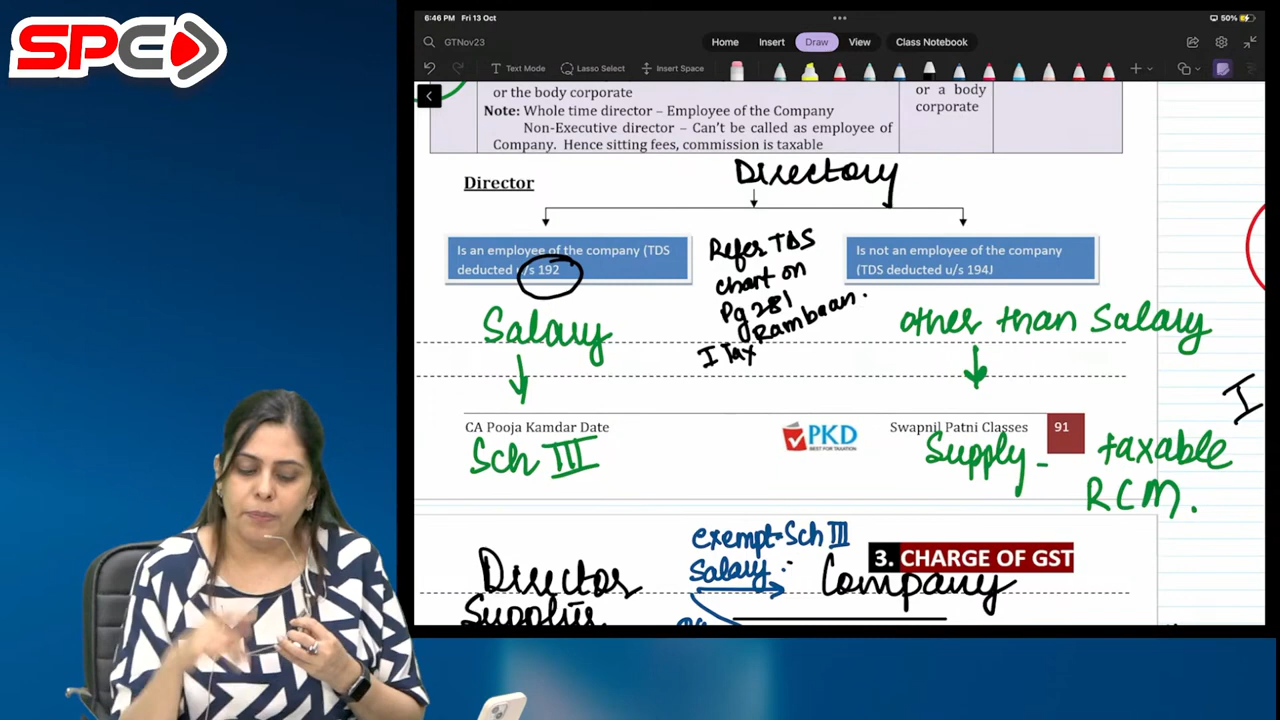 SPC
6:46 PM Fri 13 Oct
50%
GTNov23
Home Insert Draw View Class Notebook
Text Mode Lasso Select Insert Space
or the body corporate
Note: Whole time director – Employee of the Company
Non-Executive director – Can't be called as employee of
Company. Hence sitting fees, commission is taxable
or a body
corporate
Director
Directory
Is an employee of the company (TDS
deducted u/s 192
Refer TDS
chart on
Pg 281
Rambaan.
I Tax
Is not an employee of the company
(TDS deducted u/s 194J
Salary
other than Salary
I
CA Pooja Kamdar Date
PKD
BEST FOR TAXATION
Swapnil Patni Classes 91
Sch III
Supply - taxable
RCM.
exempt-Sch III
Salary
3. CHARGE OF GST
Director
Company
Supplier